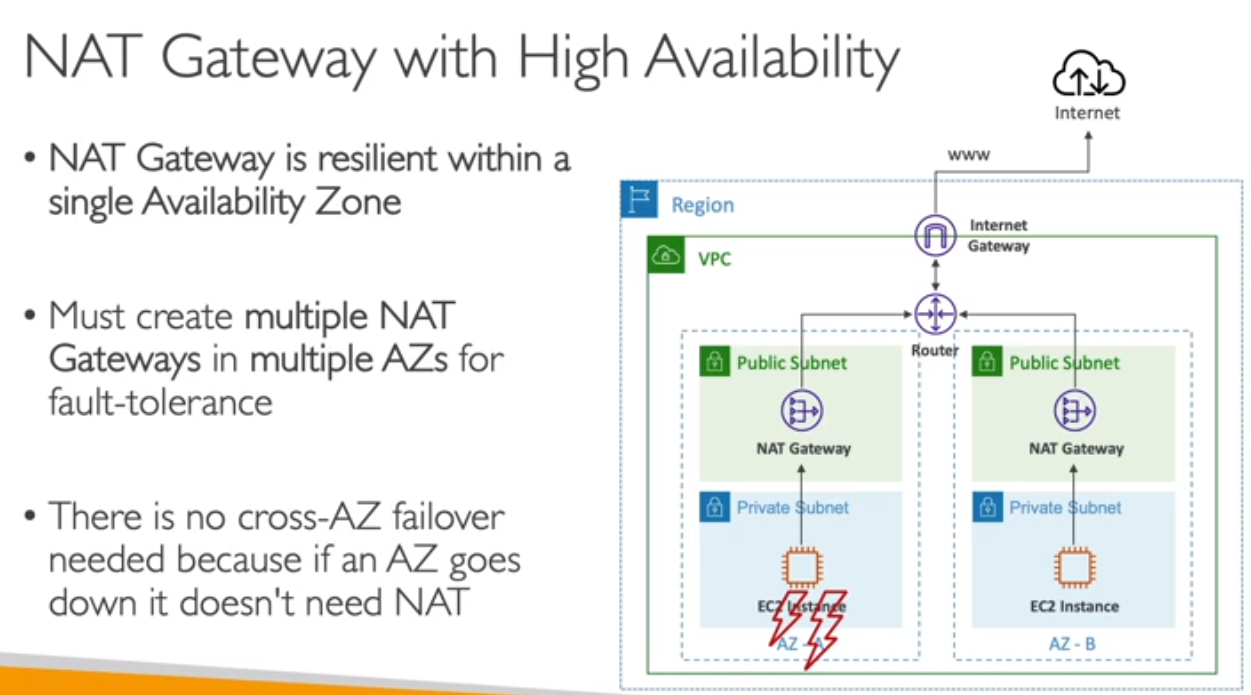 NAT Gateway with High Availability
• NAT Gateway is resilient within a
single Availability Zone
• Must create multiple NAT
Gateways in multiple AZs for
fault-tolerance
• There is no cross-AZ failover
needed because if an AZ goes
down it doesn't need NAT
Internet
www
Region
Internet
Gateway
VPC
Router
Public Subnet
NAT Gateway
Private Subnet
EC2 Instance
AZ - A
Public Subnet
NAT Gateway
Private Subnet
EC2 Instance
AZ - B